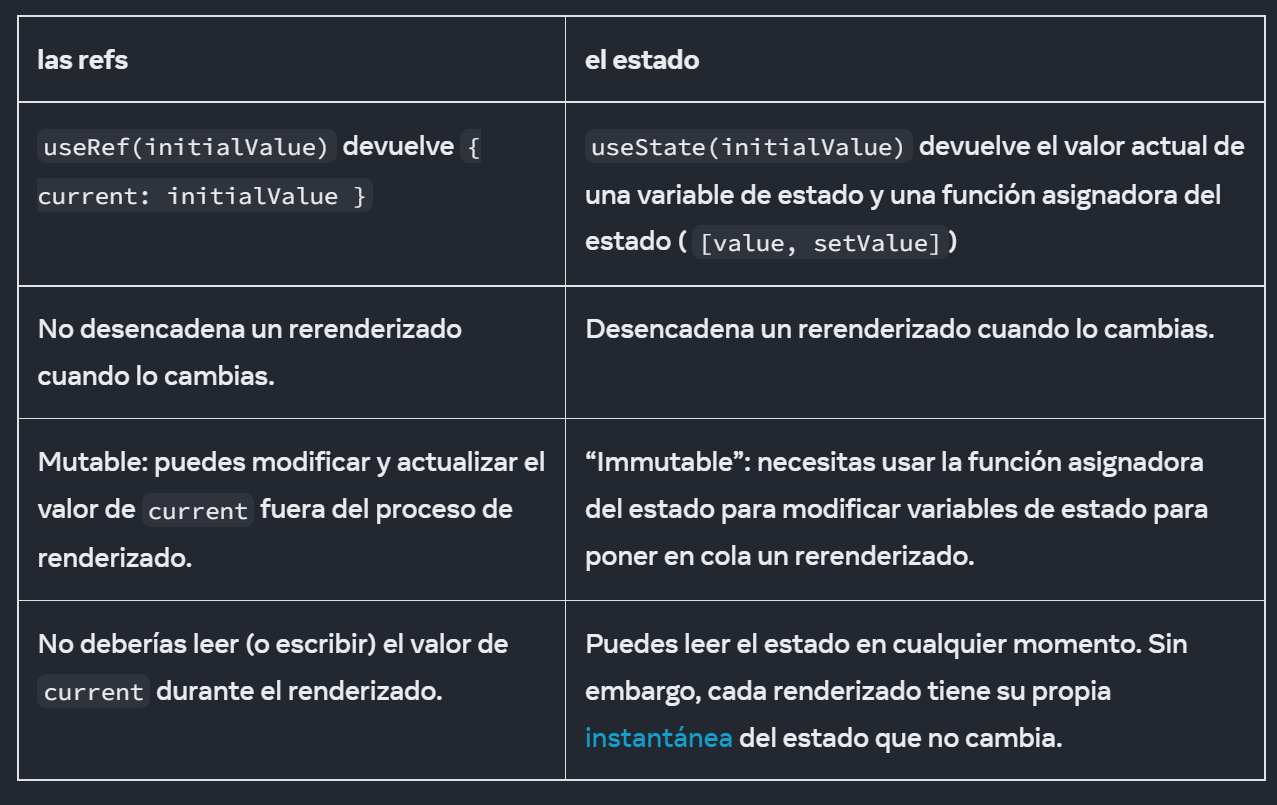 las refs
el estado
useRef(initialValue) devuelve {
current: initialValue }
useState(initialValue) devuelve el valor actual de
una variable de estado y una función asignadora del
estado ( [value, setValue])
No desencadena un rerenderizado
cuando lo cambias.
Desencadena un rerenderizado cuando lo cambias.
Mutable: puedes modificar y actualizar el
valor de current fuera del proceso de
renderizado.
“Immutable”: necesitas usar la función asignadora
del estado para modificar variables de estado para
poner en cola un rerenderizado.
No deberías leer (o escribir) el valor de
current durante el renderizado.
Puedes leer el estado en cualquier momento. Sin
embargo, cada renderizado tiene su propia
instantánea del estado que no cambia.